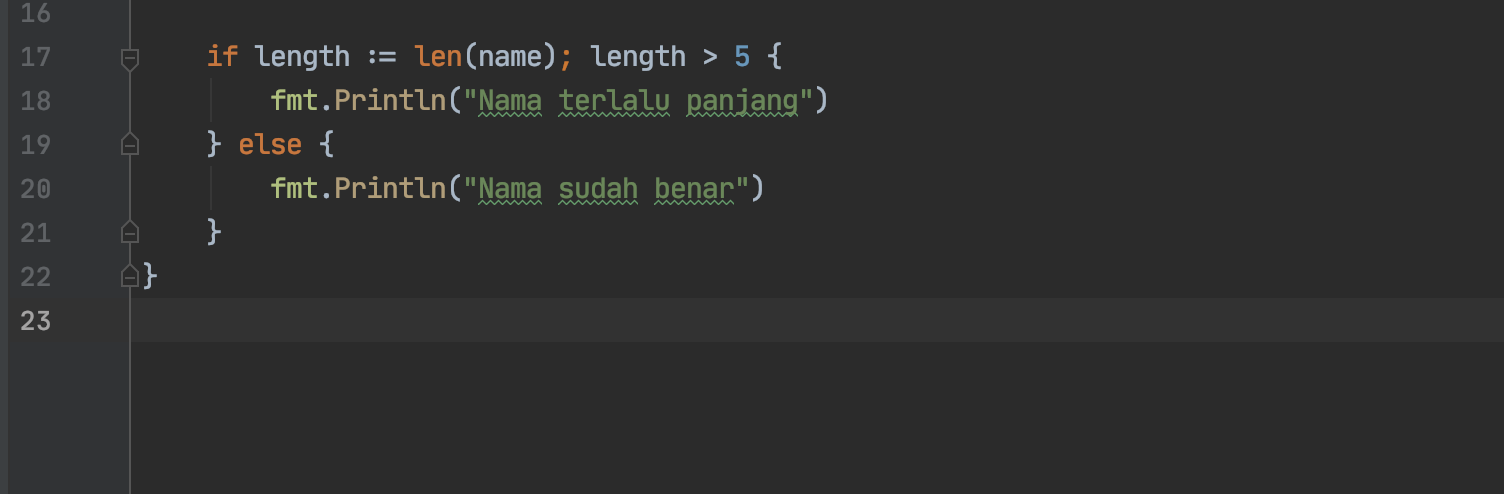 16
17 if length := len(name); length > 5 {
18 fmt.Println("Nama terlalu panjang")
19 } else {
20 fmt.Println("Nama sudah benar")
21 }
22 }
23